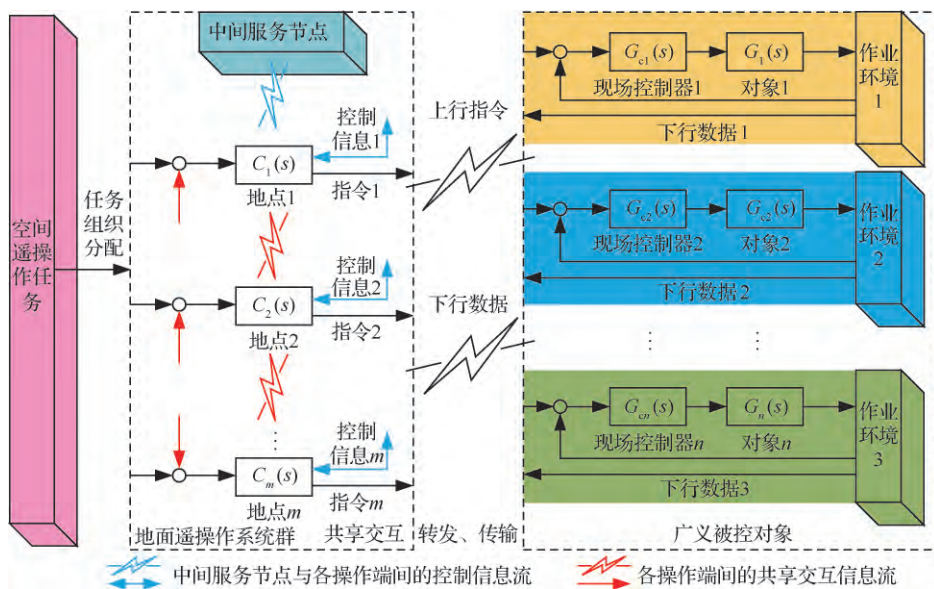 空间
遥操
作任
务
任务
组织
分配
中间服务节点
控制
信息1
C₁(s)
地点1
指令1
控制
信息2
C₂(s)
地点2
指令2
⋮
控制
信息m
Cₘ(s)
地点m
指令m
地面遥操作系统群
共享交互
上行指令
下行数据
转发、传输
G_c1(s)
G₁(s)
现场控制器1
对象1
下行数据1
作业
环境
1
G_c2(s)
G_c2(s)
现场控制器2
对象2
下行数据2
作业
环境
2
⋮ ⋮
G_cn(s)
Gₙ(s)
现场控制器n
对象n
下行数据3
作业
环境
3
广义被控对象
中间服务节点与各操作端间的控制信息流
各操作端间的共享交互信息流